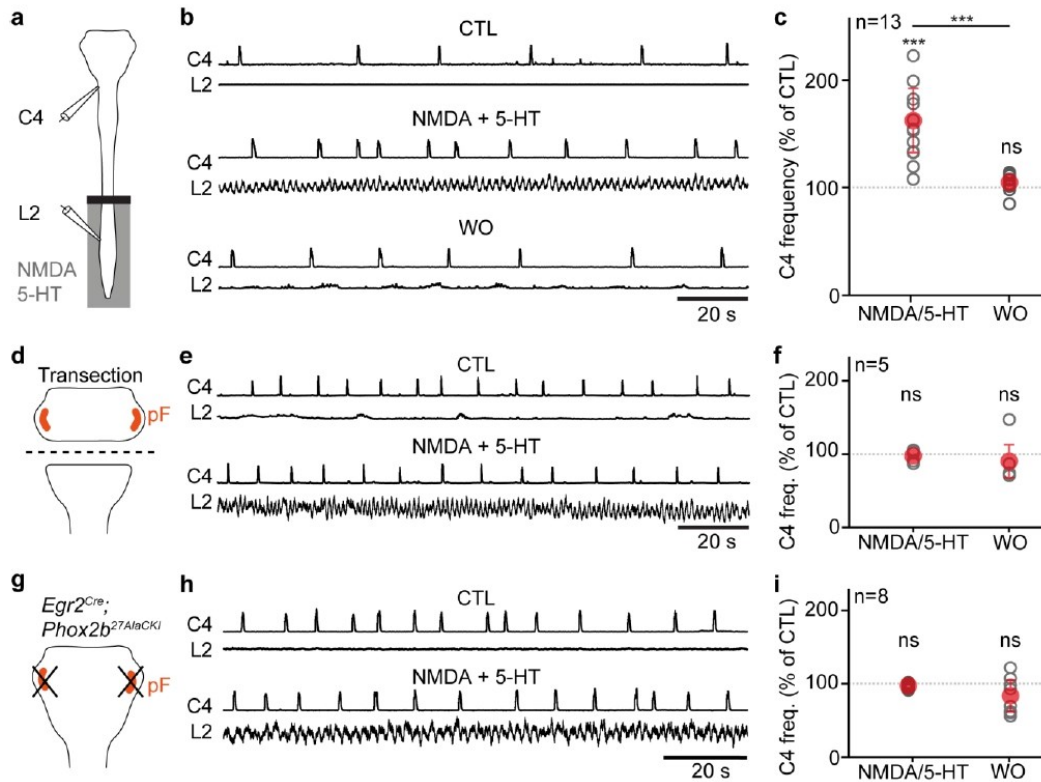 a
C4
L2
NMDA
5-HT
b
CTL
C4
L2
NMDA + 5-HT
C4
L2
WO
C4
L2
20 s
c
n=13
***
***
ns
200
100
0
C4 frequency (% of CTL)
NMDA/5-HT WO
d
Transection
pF
e
CTL
C4
L2
NMDA + 5-HT
C4
L2
20 s
f
n=5
ns ns
200
100
0
C4 freq. (% of CTL)
NMDA/5-HT WO
g
Egr2Cre;
Phox2b27AlaCKI
pF
h
CTL
C4
L2
NMDA + 5-HT
C4
L2
20 s
i
n=8
ns ns
200
100
0
C4 freq. (% of CTL)
NMDA/5-HT WO